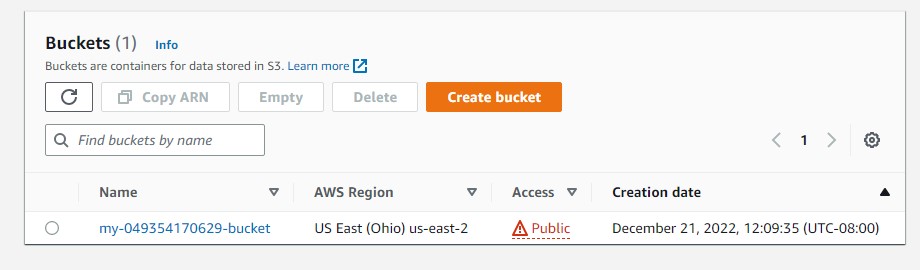 Buckets (1) Info
Buckets are containers for data stored in S3. Learn more
Copy ARN Empty Delete Create bucket
Find buckets by name 1
Name AWS Region Access Creation date
my-049354170629-bucket US East (Ohio) us-east-2 Public December 21, 2022, 12:09:35 (UTC-08:00)